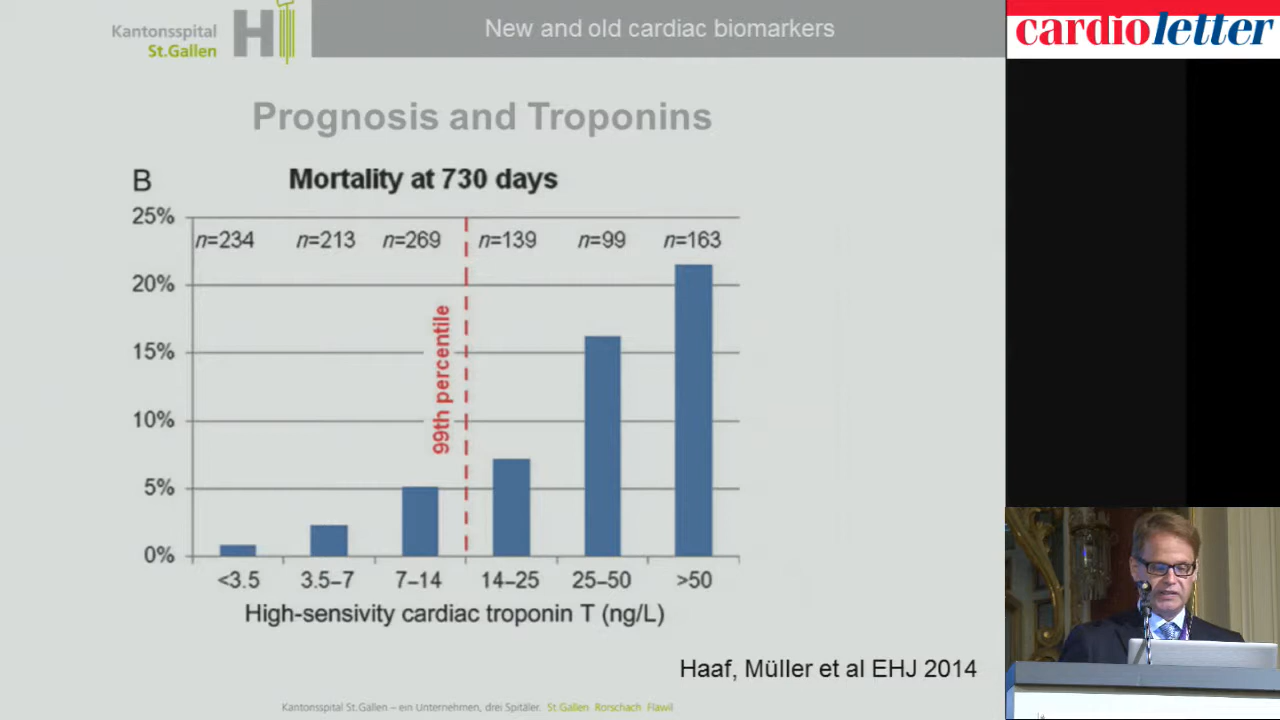 Kantonsspital
St.Gallen
New and old cardiac biomarkers
cardioletter
Prognosis and Troponins
B
Mortality at 730 days
25%
n=234 n=213 n=269 n=139 n=99 n=163
20%
15%
10%
5%
0%
99th percentile
<3.5 3.5–7 7–14 14–25 25–50 >50
High-sensivity cardiac troponin T (ng/L)
Haaf, Müller et al EHJ 2014
Kantonsspital St.Gallen – ein Unternehmen, drei Spitäler. St.Gallen Rorschach Flawil